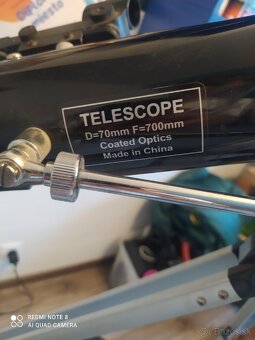 TELESCOPE
D=70mm F=700mm
Coated Optics
Made in China
REDMI NOTE 8
AI QUAD CAMERA